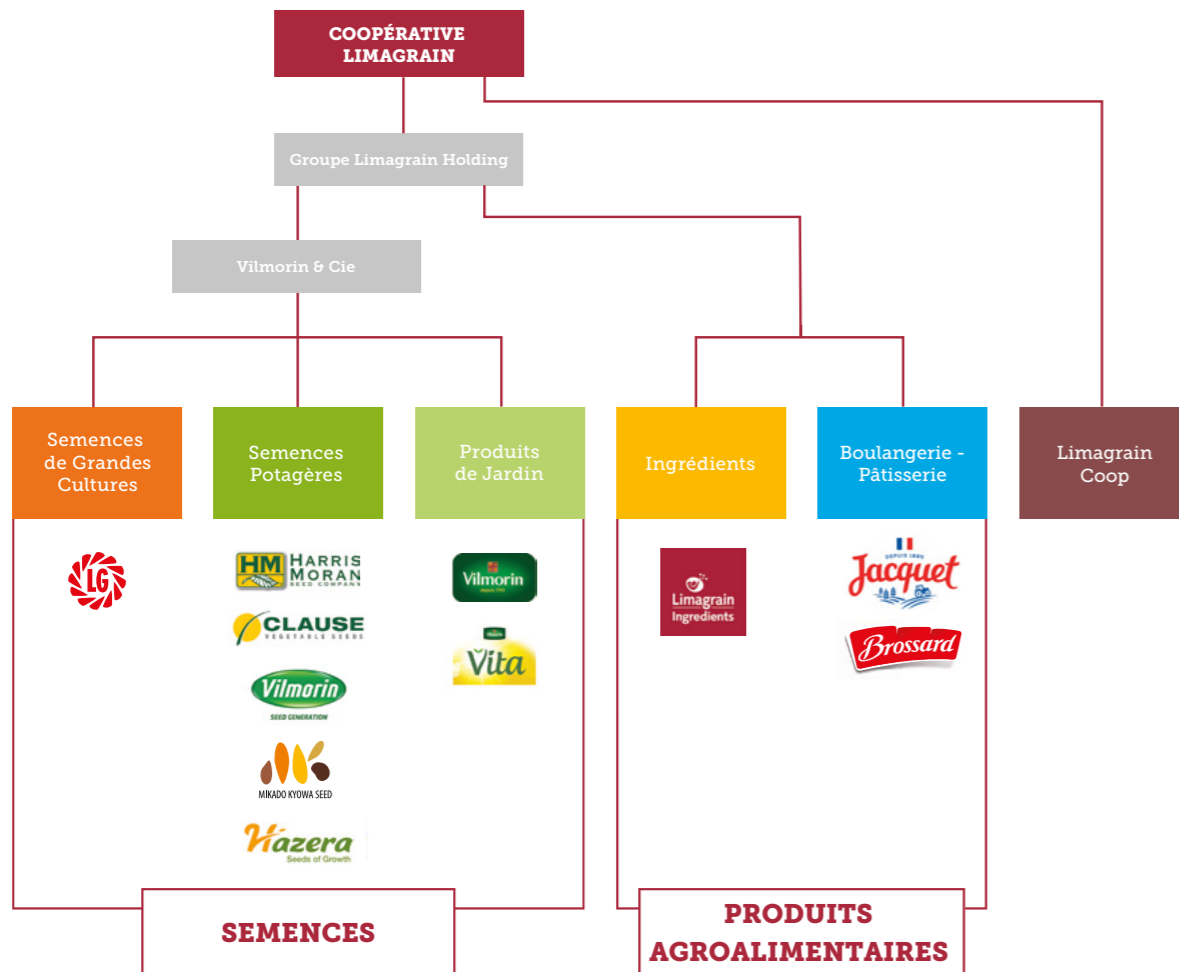 COOPÉRATIVE
LIMAGRAIN
Groupe Limagrain Holding
Vilmorin & Cie
Semences
de Grandes
Cultures
Semences
Potagères
Produits
de Jardin
Ingrédients
Boulangerie -
Pâtisserie
Limagrain
Coop
LG
HM HARRIS
MORAN
SEED COMPANY
CLAUSE
VEGETABLE SEEDS
Vilmorin
SEED GENERATION
MIKADO KYOWA SEED
Hazera
Seeds of Growth
Vilmorin
Vita
Limagrain
Ingredients
DEPUIS 1885
Jacquet
Brossard
SEMENCES
PRODUITS
AGROALIMENTAIRES